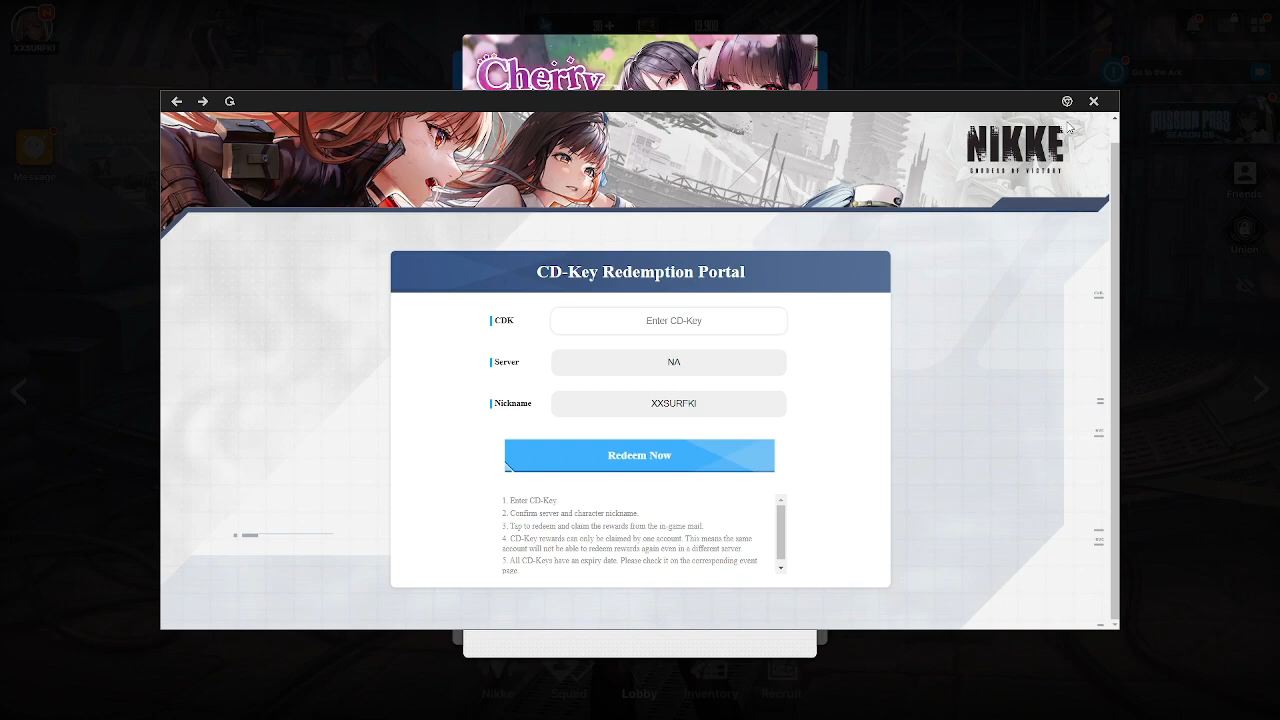 XXSURFKI
90
19,900
Go to the Ark
Cherry
NIKKE
GODDESS OF VICTORY
MISSION PASS
Message
Friends
Union
CD-Key Redemption Portal
CDK
Enter CD-Key
Server
NA
Nickname
XXSURFKI
Redeem Now
1. Enter CD-Key
2. Confirm server and character nickname.
3. Tap to redeem and claim the rewards from the in-game mail.
4. CD-Key rewards can only be claimed by one account. This means the same
account will not be able to redeem rewards again even in a different server.
5. All CD-Keys have an expiry date. Please check it on the corresponding event
page.
Nikke
Squad
Lobby
Inventory
Recruit